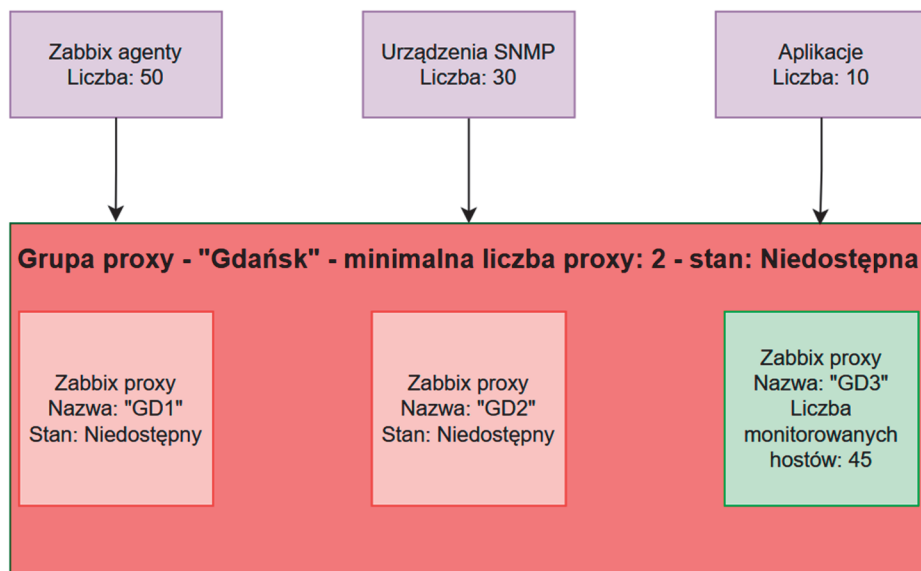 Zabbix agenty
Liczba: 50
Urządzenia SNMP
Liczba: 30
Aplikacje
Liczba: 10
Grupa proxy - "Gdańsk" - minimalna liczba proxy: 2 - stan: Niedostępna
Zabbix proxy
Nazwa: "GD1"
Stan: Niedostępny
Zabbix proxy
Nazwa: "GD2"
Stan: Niedostępny
Zabbix proxy
Nazwa: "GD3"
Liczba
monitorowanych
hostów: 45